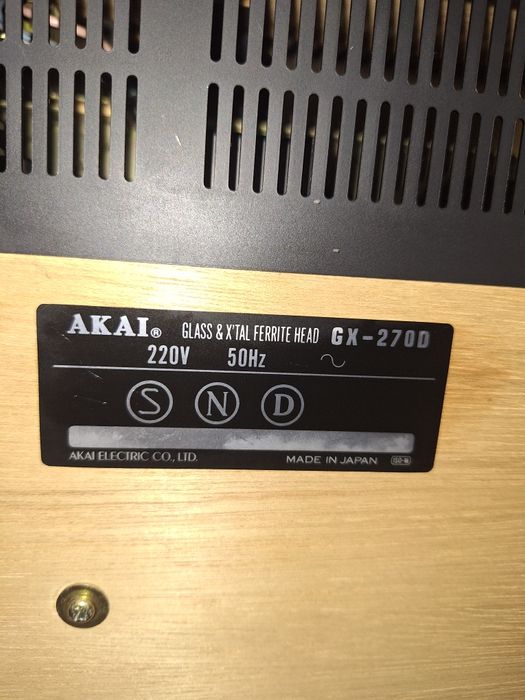 AKAI® GLASS & X'TAL FERRITE HEAD GX-270D
220V 50Hz ~
S N D
AKAI ELECTRIC CO., LTD. MADE IN JAPAN